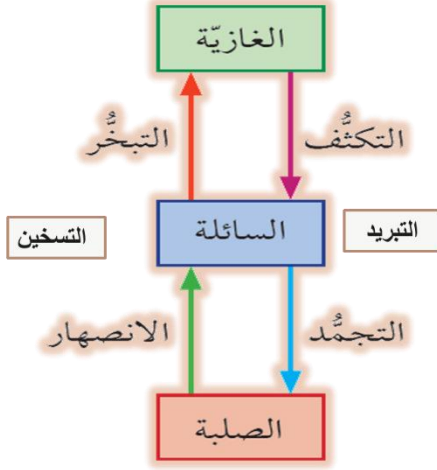 الغازيّة
التكثُّف
التبخُّر
التبريد
السائلة
التسخين
التجمُّد
الانصهار
الصلبة